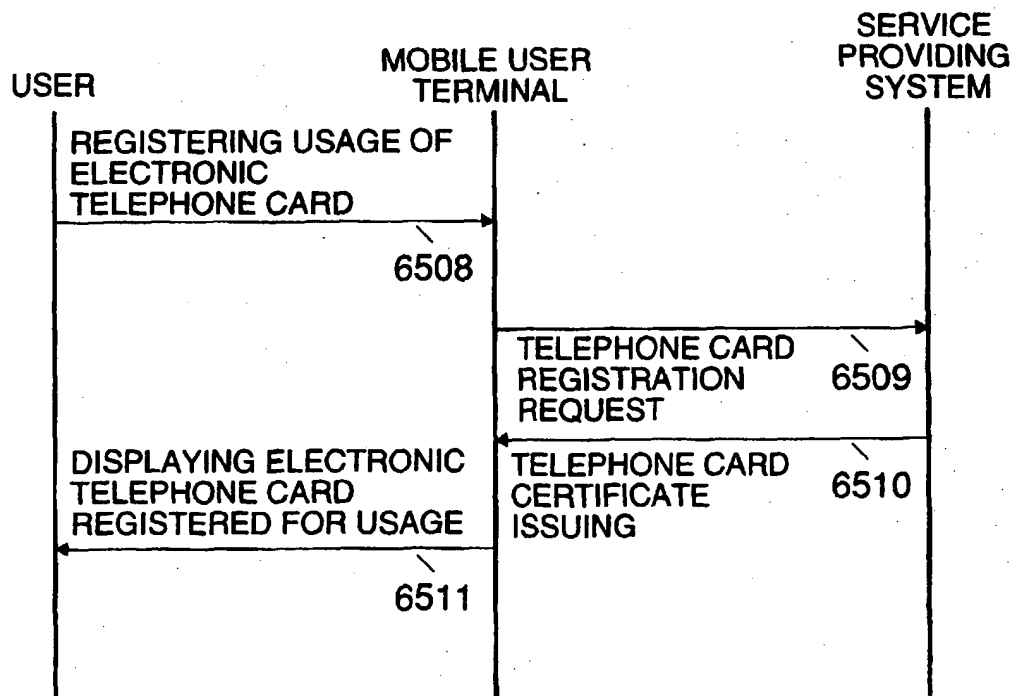 USER
MOBILE USER
TERMINAL
SERVICE
PROVIDING
SYSTEM
REGISTERING USAGE OF
ELECTRONIC
TELEPHONE CARD
6508
TELEPHONE CARD
REGISTRATION
REQUEST
6509
TELEPHONE CARD
CERTIFICATE
ISSUING
6510
DISPLAYING ELECTRONIC
TELEPHONE CARD
REGISTERED FOR USAGE
6511